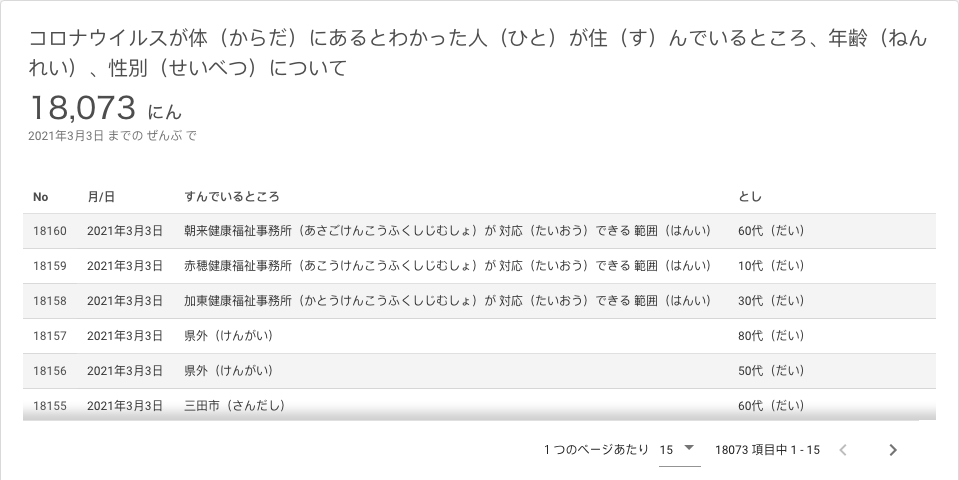 コロナウイルスが体（からだ）にあるとわかった人（ひと）が住（す）んでいるところ、年齢（ねん
れい）、性別（せいべつ）について
18,073 にん
2021年3月3日 までの ぜんぶ で
No 月/日 すんでいるところ とし
18160 2021年3月3日 朝来健康福祉事務所（あさごけんこうふくしじむしょ）が 対応（たいおう）できる 範囲（はんい） 60代（だい）
18159 2021年3月3日 赤穂健康福祉事務所（あこうけんこうふくしじむしょ）が 対応（たいおう）できる 範囲（はんい） 10代（だい）
18158 2021年3月3日 加東健康福祉事務所（かとうけんこうふくしじむしょ）が 対応（たいおう）できる 範囲（はんい） 30代（だい）
18157 2021年3月3日 県外（けんがい） 80代（だい）
18156 2021年3月3日 県外（けんがい） 50代（だい）
18155 2021年3月3日 三田市（さんだし） 60代（だい）
1 つのページあたり 15 18073 項目中 1 - 15